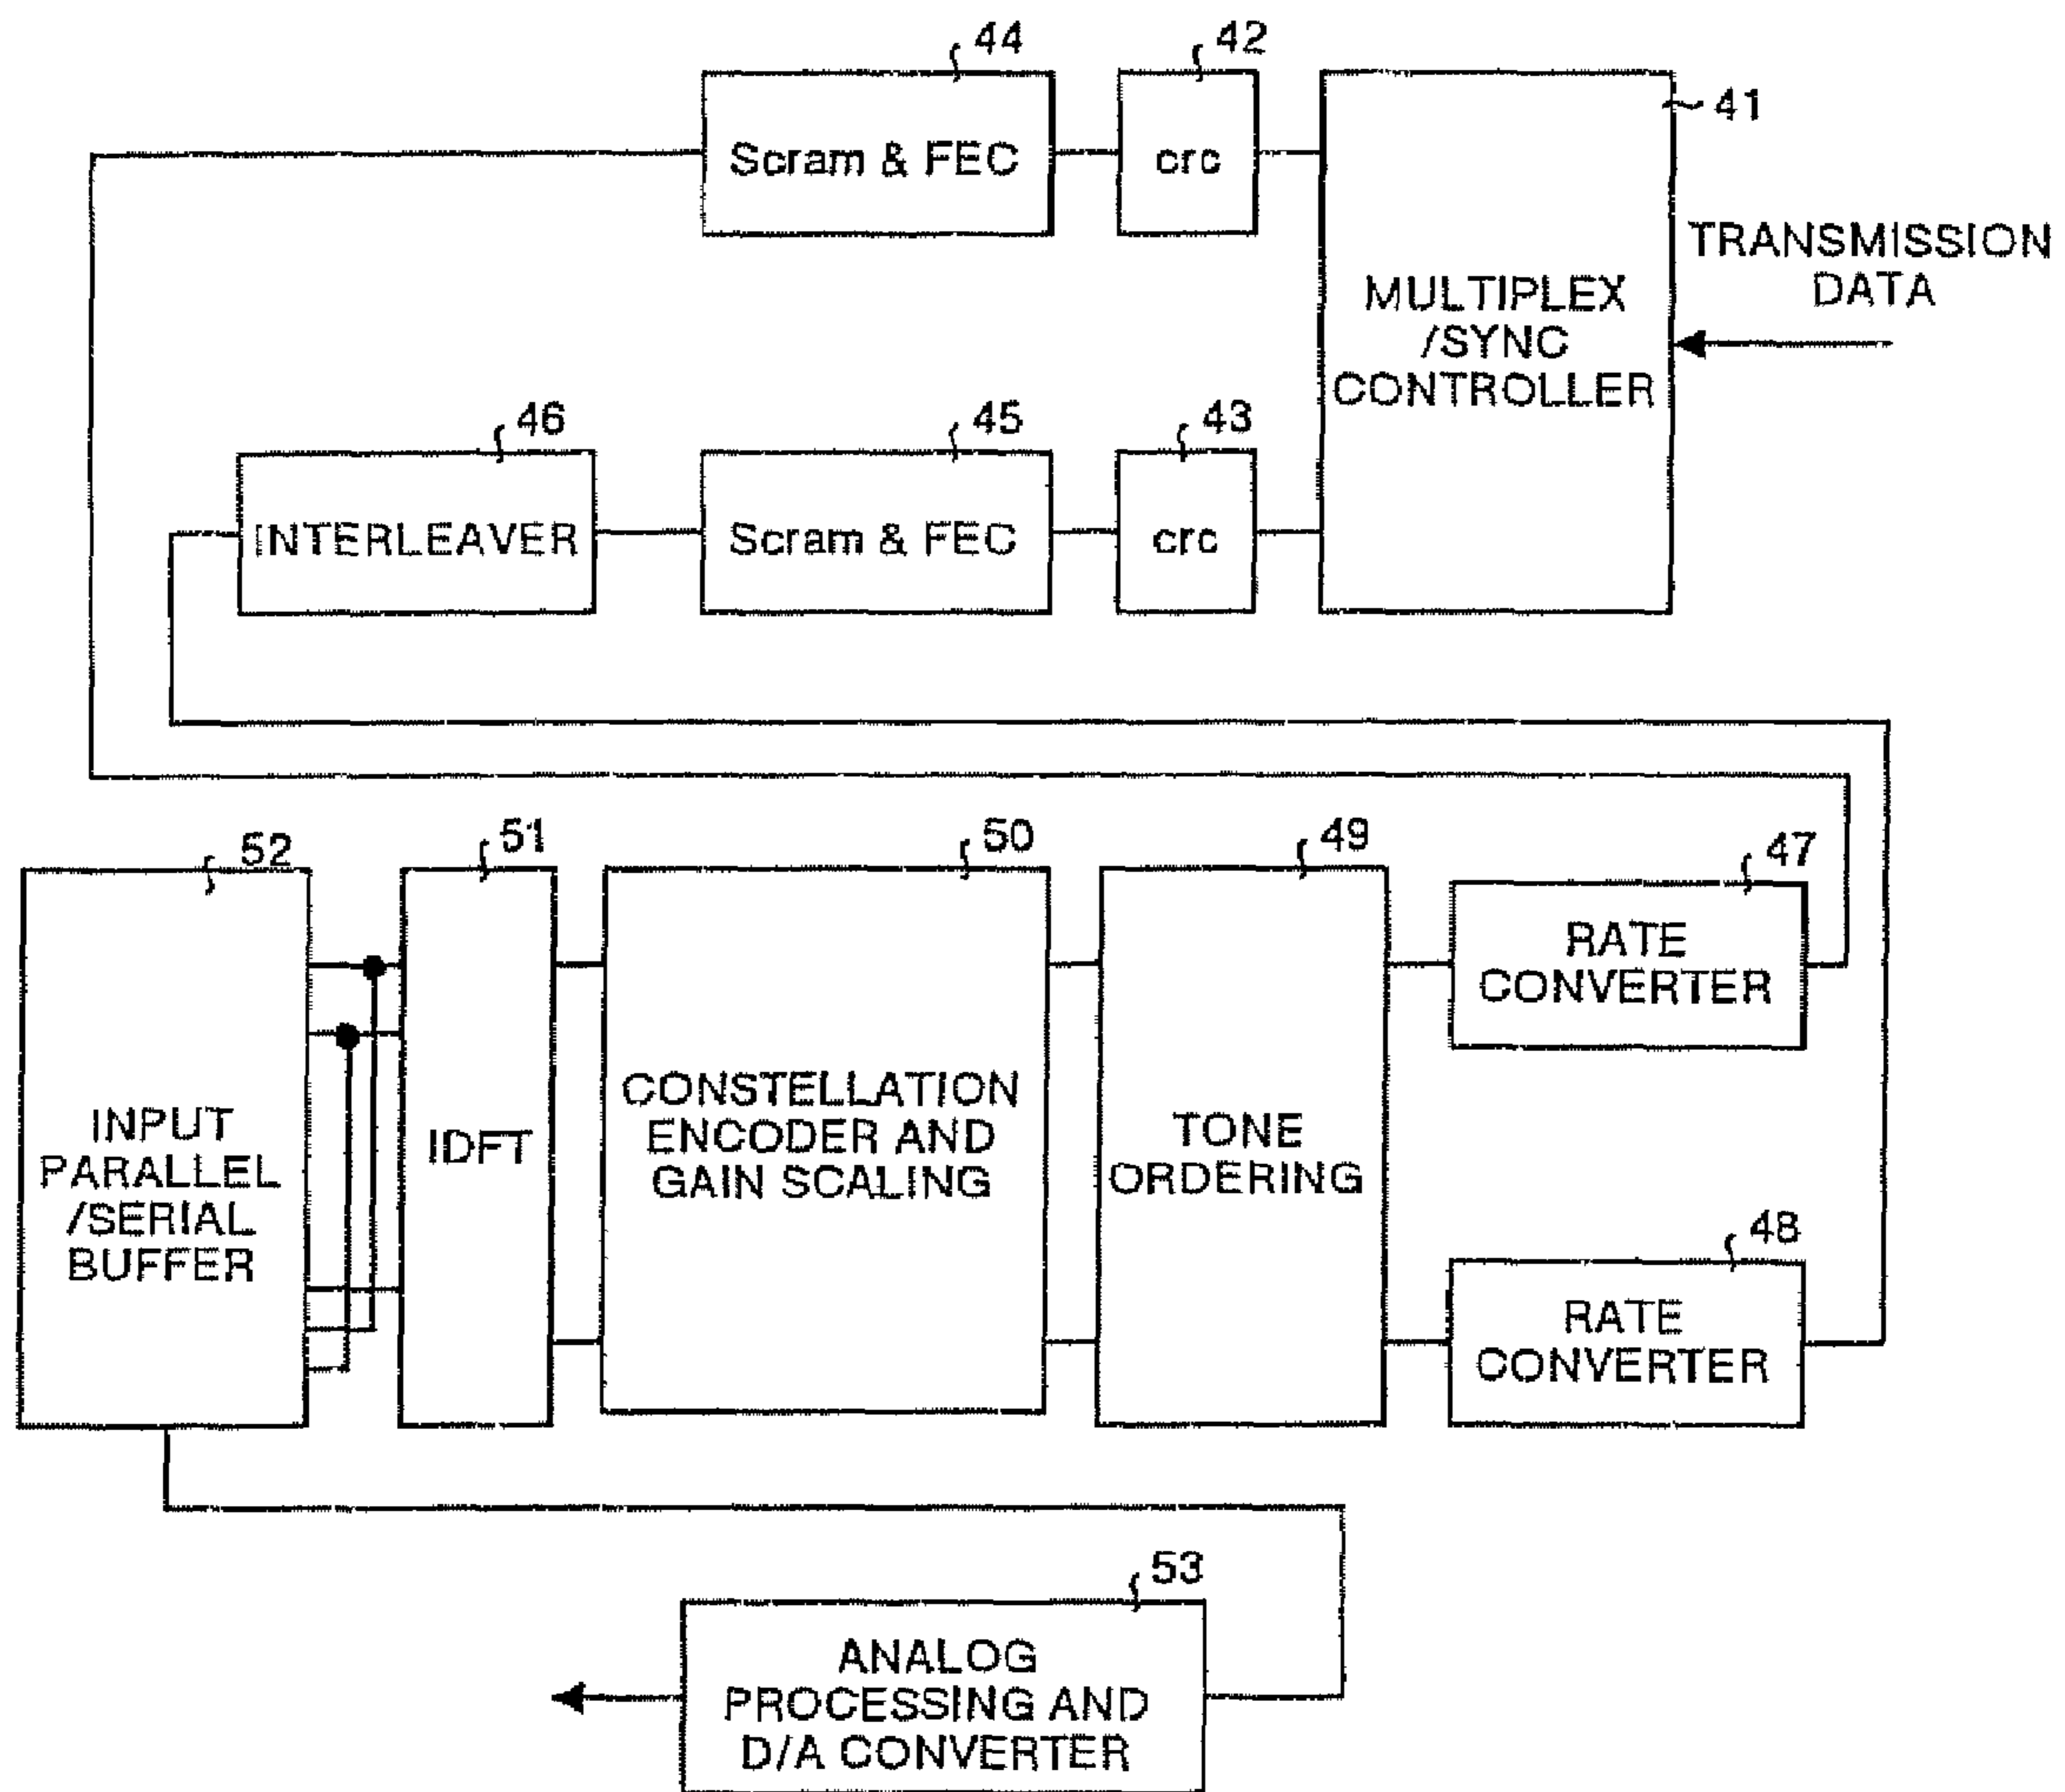 44
42
41
Scram & FEC
crc
TRANSMISSION
DATA
MULTIPLEX
/SYNC
CONTROLLER
46
45
43
INTERLEAVER
Scram & FEC
crc
52
51
50
49
47
RATE
CONVERTER
INPUT
PARALLEL
/SERIAL
BUFFER
IDFT
CONSTELLATION
ENCODER AND
GAIN SCALING
TONE
ORDERING
48
RATE
CONVERTER
53
ANALOG
PROCESSING AND
D/A CONVERTER